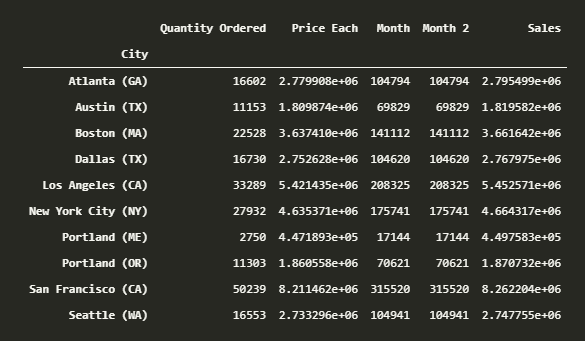 Quantity Ordered Price Each Month Month 2 Sales
City
Atlanta (GA) 16602 2.779908e+06 104794 104794 2.795499e+06
Austin (TX) 11153 1.809874e+06 69829 69829 1.819582e+06
Boston (MA) 22528 3.637410e+06 141112 141112 3.661642e+06
Dallas (TX) 16730 2.752628e+06 104620 104620 2.767975e+06
Los Angeles (CA) 33289 5.421435e+06 208325 208325 5.452571e+06
New York City (NY) 27932 4.635371e+06 175741 175741 4.664317e+06
Portland (ME) 2750 4.471893e+05 17144 17144 4.497583e+05
Portland (OR) 11303 1.860558e+06 70621 70621 1.870732e+06
San Francisco (CA) 50239 8.211462e+06 315520 315520 8.262204e+06
Seattle (WA) 16553 2.733296e+06 104941 104941 2.747755e+06